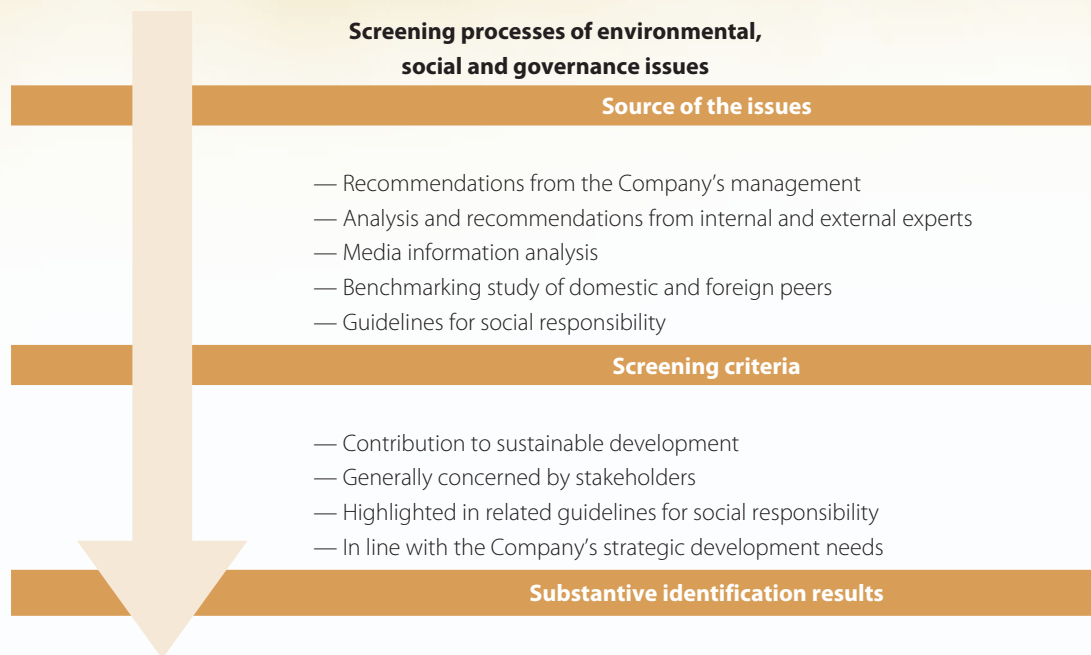 Screening processes of environmental,
social and governance issues
Source of the issues
— Recommendations from the Company's management
— Analysis and recommendations from internal and external experts
— Media information analysis
— Benchmarking study of domestic and foreign peers
— Guidelines for social responsibility
Screening criteria
— Contribution to sustainable development
— Generally concerned by stakeholders
— Highlighted in related guidelines for social responsibility
— In line with the Company's strategic development needs
Substantive identification results